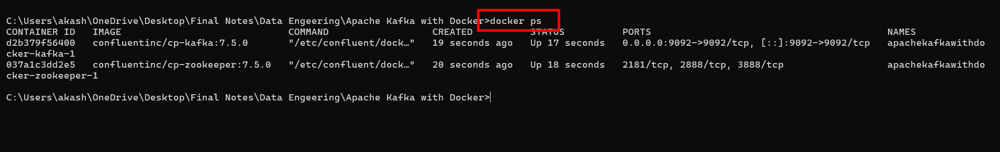 C:\Users\akash\OneDrive\Desktop\Final Notes\Data Engeering\Apache Kafka with Docker>docker ps
CONTAINER ID   IMAGE                             COMMAND                  CREATED          STATUS          PORTS                                         NAMES
d2b379f56400   confluentinc/cp-kafka:7.5.0       "/etc/confluent/dock…"   19 seconds ago   Up 17 seconds   0.0.0.0:9092->9092/tcp, [::]:9092->9092/tcp   apachekafkawithdo
cker-kafka-1
037a1c3dd2e5   confluentinc/cp-zookeeper:7.5.0   "/etc/confluent/dock…"   20 seconds ago   Up 18 seconds   2181/tcp, 2888/tcp, 3888/tcp                  apachekafkawithdo
cker-zookeeper-1
C:\Users\akash\OneDrive\Desktop\Final Notes\Data Engeering\Apache Kafka with Docker>